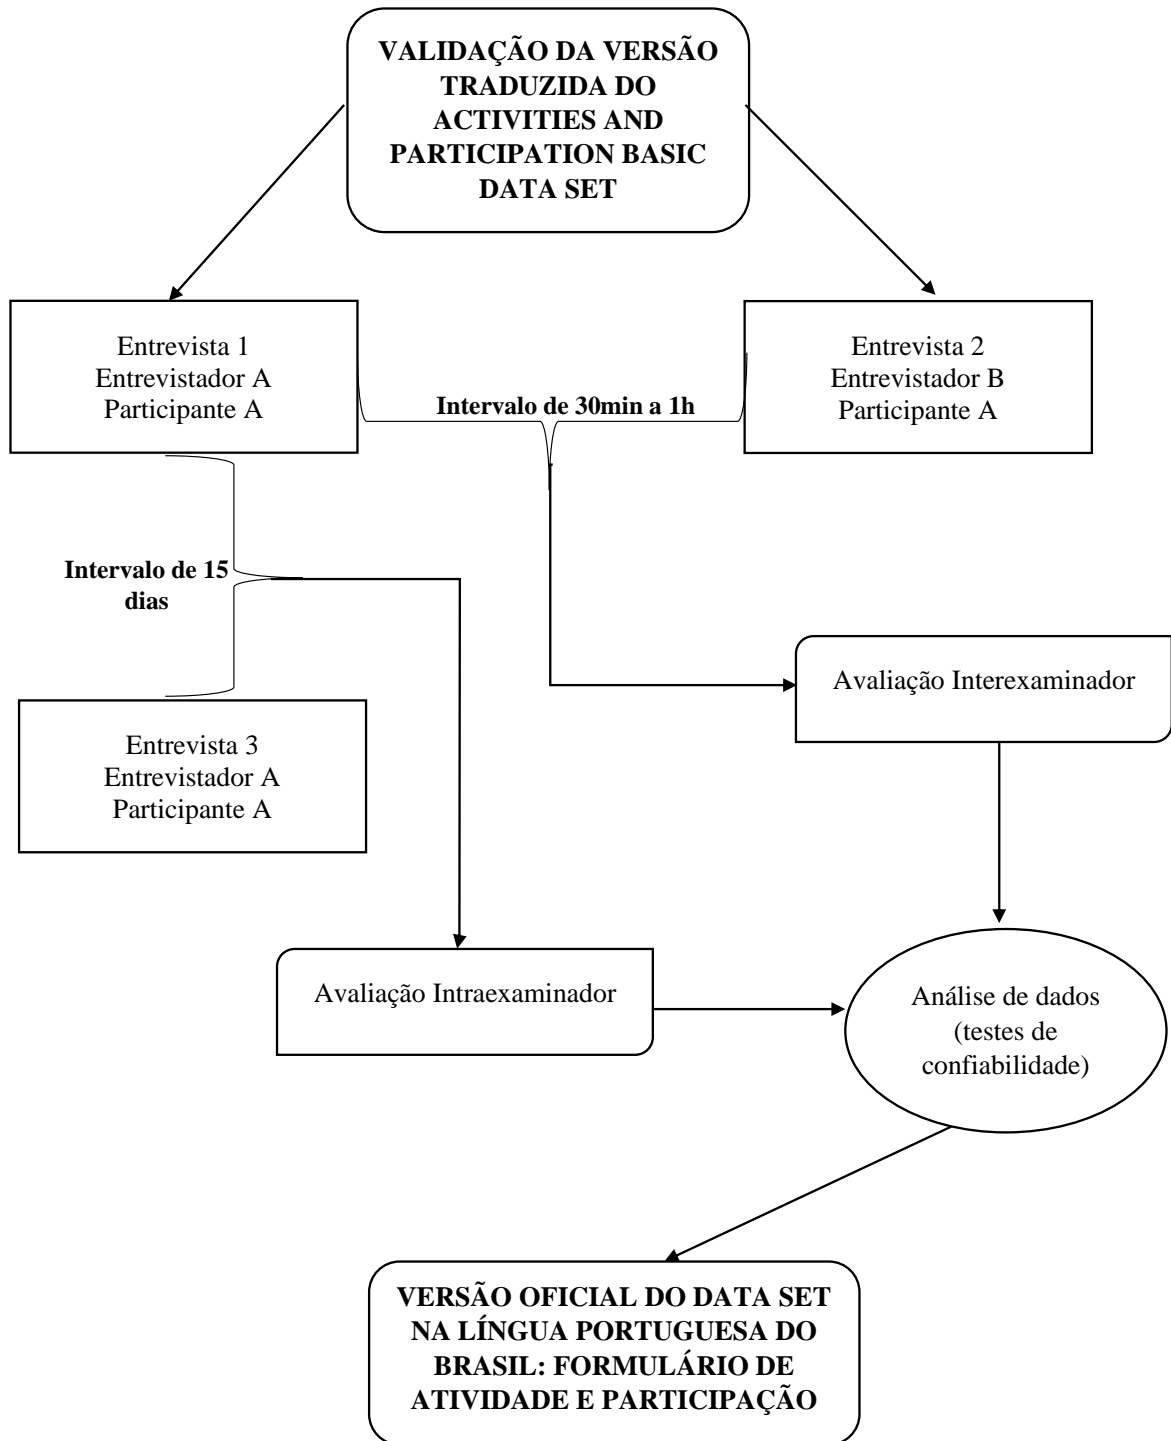 VALIDAÇÃO DA VERSÃO
TRADUZIDA DO
ACTIVITIES AND
PARTICIPATION BASIC
DATA SET
Entrevista 1
Entrevistador A
Participante A
Intervalo de 30min a 1h
Entrevista 2
Entrevistador B
Participante A
Intervalo de 15
dias
Avaliação Interexaminador
Entrevista 3
Entrevistador A
Participante A
Avaliação Intraexaminador
Análise de dados
(testes de
confiabilidade)
VERSÃO OFICIAL DO DATA SET
NA LÍNGUA PORTUGUESA DO
BRASIL: FORMULÁRIO DE
ATIVIDADE E PARTICIPAÇÃO